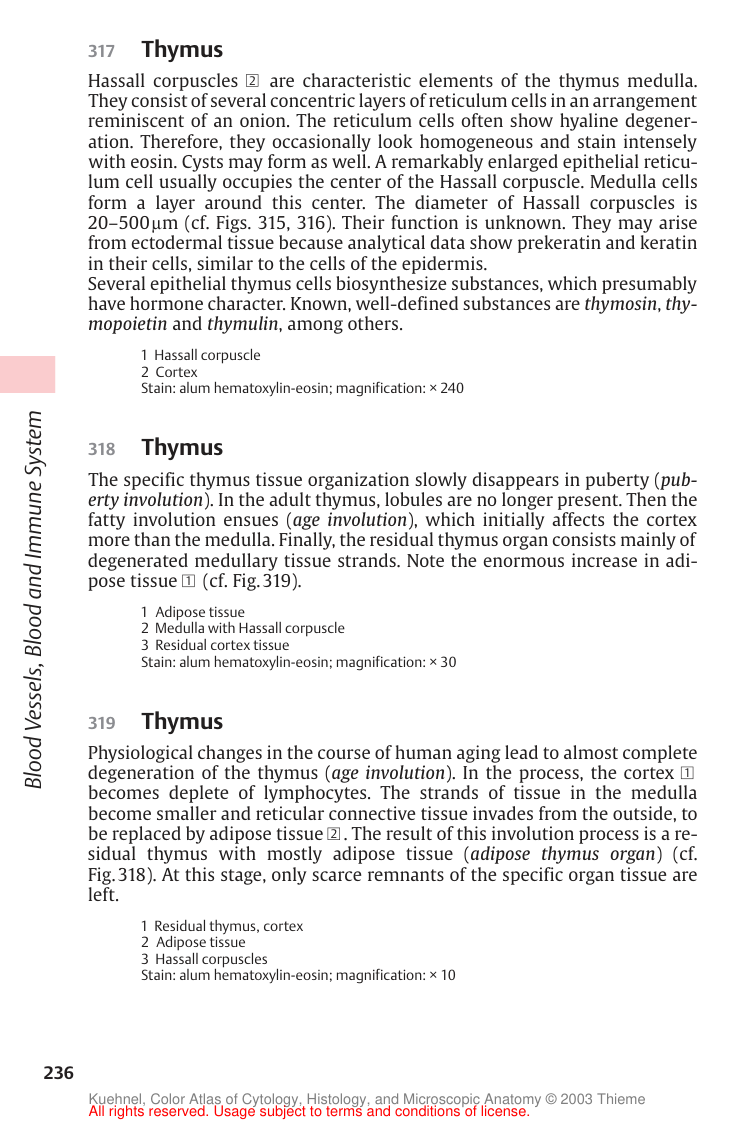 317 Thymus
Hassall corpuscles 2 are characteristic elements of the thymus medulla.
They consist of several concentric layers of reticulum cells in an arrangement
reminiscent of an onion. The reticulum cells often show hyaline degener-
ation. Therefore, they occasionally look homogeneous and stain intensely
with eosin. Cysts may form as well. A remarkably enlarged epithelial reticu-
lum cell usually occupies the center of the Hassall corpuscle. Medulla cells
form a layer around this center. The diameter of Hassall corpuscles is
20–500 µm (cf. Figs. 315, 316). Their function is unknown. They may arise
from ectodermal tissue because analytical data show prekeratin and keratin
in their cells, similar to the cells of the epidermis.
Several epithelial thymus cells biosynthesize substances, which presumably
have hormone character. Known, well-defined substances are thymosin, thy-
mopoietin and thymulin, among others.
1 Hassall corpuscle
2 Cortex
Stain: alum hematoxylin-eosin; magnification: × 240
318 Thymus
The specific thymus tissue organization slowly disappears in puberty (pub-
erty involution). In the adult thymus, lobules are no longer present. Then the
fatty involution ensues (age involution), which initially affects the cortex
more than the medulla. Finally, the residual thymus organ consists mainly of
degenerated medullary tissue strands. Note the enormous increase in adi-
pose tissue 1 (cf. Fig. 319).
1 Adipose tissue
2 Medulla with Hassall corpuscle
3 Residual cortex tissue
Stain: alum hematoxylin-eosin; magnification: × 30
319 Thymus
Physiological changes in the course of human aging lead to almost complete
degeneration of the thymus (age involution). In the process, the cortex 1
becomes deplete of lymphocytes. The strands of tissue in the medulla
become smaller and reticular connective tissue invades from the outside, to
be replaced by adipose tissue 2. The result of this involution process is a re-
sidual thymus with mostly adipose tissue (adipose thymus organ) (cf.
Fig. 318). At this stage, only scarce remnants of the specific organ tissue are
left.
1 Residual thymus, cortex
2 Adipose tissue
3 Hassall corpuscles
Stain: alum hematoxylin-eosin; magnification: × 10
Blood Vessels, Blood and Immune System
236
Kuehnel, Color Atlas of Cytology, Histology, and Microscopic Anatomy © 2003 Thieme
All rights reserved. Usage subject to terms and conditions of license.